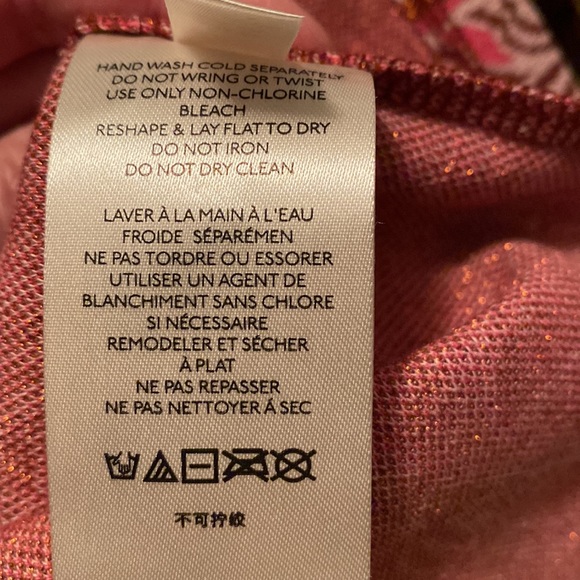 HAND WASH COLD SEPARATELY
DO NOT WRING OR TWIST
USE ONLY NON-CHLORINE
BLEACH
RESHAPE & LAY FLAT TO DRY
DO NOT IRON
DO NOT DRY CLEAN
LAVER À LA MAIN À L'EAU
FROIDE SÉPARÉMEN
NE PAS TORDRE OU ESSORER
UTILISER UN AGENT DE
BLANCHIMENT SANS CHLORE
SI NÉCESSAIRE
REMODELER ET SÉCHER
À PLAT
NE PAS REPASSER
NE PAS NETTOYER Á SEC
不可拧绞